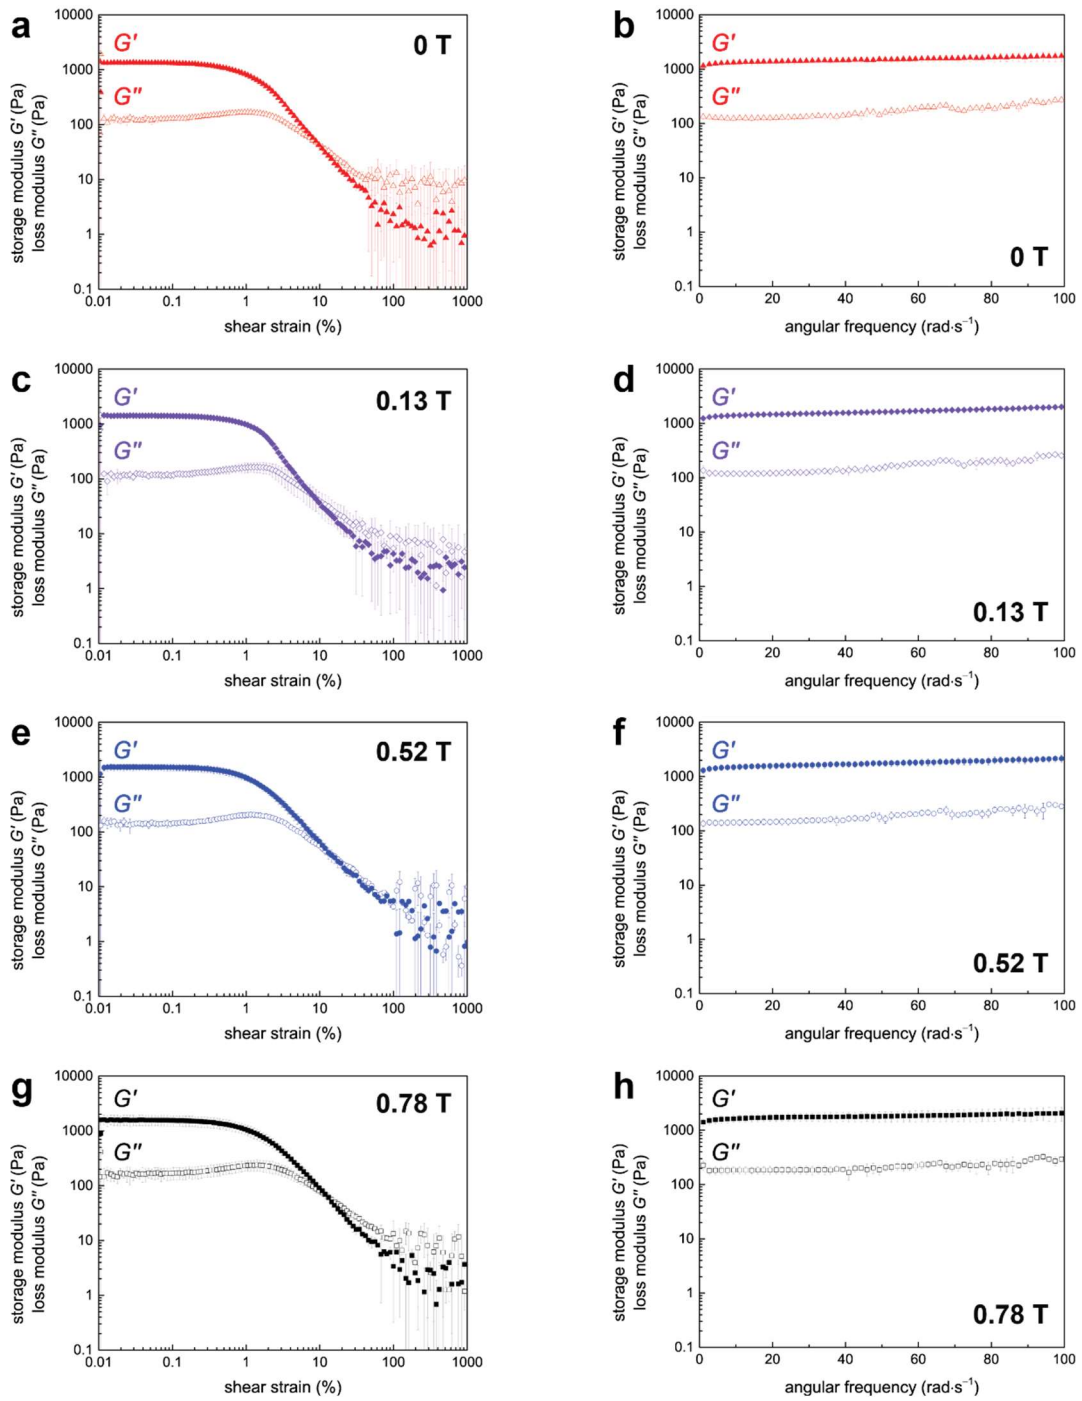 a
b
10000
1000
100
10
1
0.1
G′
G″
0 T
storage modulus G′ (Pa)
loss modulus G″ (Pa)
0.01 0.1 1 10 100 1000
shear strain (%)
10000
1000
100
10
1
0.1
G′
G″
0 T
storage modulus G′ (Pa)
loss modulus G″ (Pa)
0 20 40 60 80 100
angular frequency (rad·s⁻¹)
c
d
10000
1000
100
10
1
0.1
G′
G″
0.13 T
storage modulus G′ (Pa)
loss modulus G″ (Pa)
0.01 0.1 1 10 100 1000
shear strain (%)
10000
1000
100
10
1
0.1
G′
G″
0.13 T
storage modulus G′ (Pa)
loss modulus G″ (Pa)
0 20 40 60 80 100
angular frequency (rad·s⁻¹)
e
f
10000
1000
100
10
1
0.1
G′
G″
0.52 T
storage modulus G′ (Pa)
loss modulus G″ (Pa)
0.01 0.1 1 10 100 1000
shear strain (%)
10000
1000
100
10
1
0.1
G′
G″
0.52 T
storage modulus G′ (Pa)
loss modulus G″ (Pa)
0 20 40 60 80 100
angular frequency (rad·s⁻¹)
g
h
10000
1000
100
10
1
0.1
G′
G″
0.78 T
storage modulus G′ (Pa)
loss modulus G″ (Pa)
0.01 0.1 1 10 100 1000
shear strain (%)
10000
1000
100
10
1
0.1
G′
G″
0.78 T
storage modulus G′ (Pa)
loss modulus G″ (Pa)
0 20 40 60 80 100
angular frequency (rad·s⁻¹)